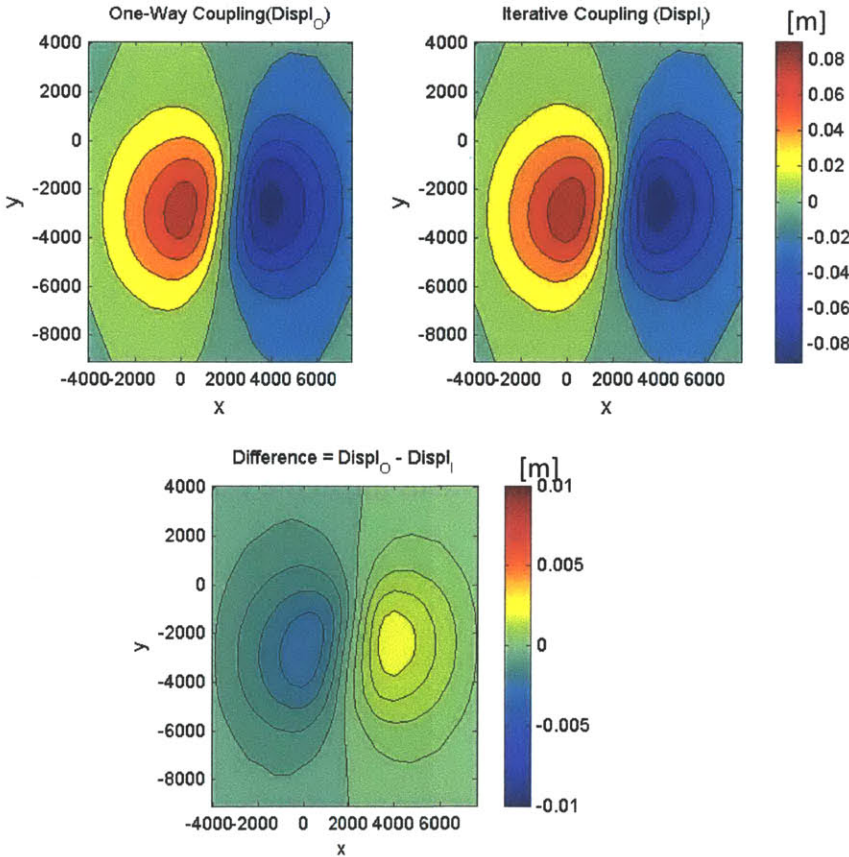 One-Way Coupling(Displ_O)
Iterative Coupling (Displ_I)
[m]
4000
2000
0
-2000
-4000
-6000
-8000
y
-4000-2000 0 2000 4000 6000
x
4000
2000
0
-2000
-4000
-6000
-8000
y
-4000-2000 0 2000 4000 6000
x
0.08
0.06
0.04
0.02
0
-0.02
-0.04
-0.06
-0.08
Difference = Displ_O - Displ_I
[m]
4000
2000
0
-2000
-4000
-6000
-8000
y
-4000-2000 0 2000 4000 6000
x
0.01
0.005
0
-0.005
-0.01